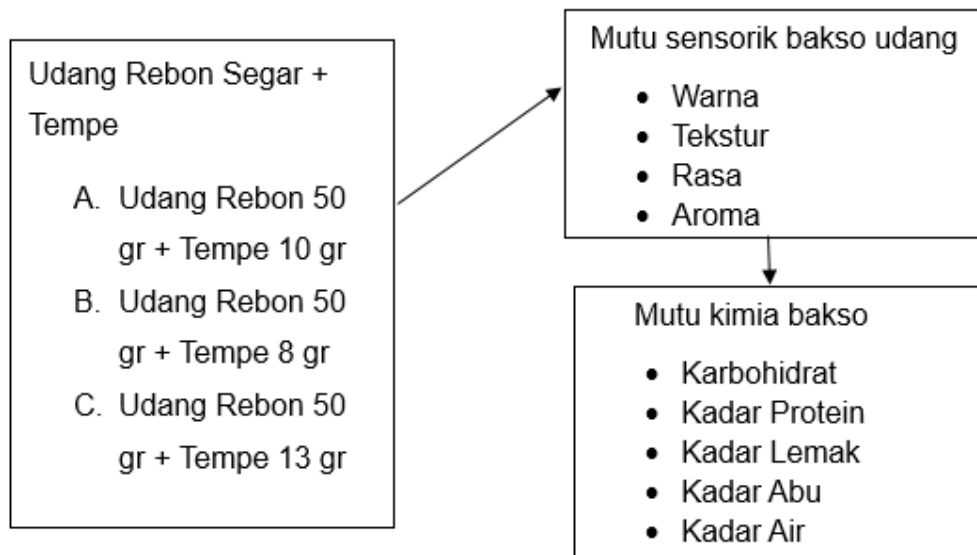 Udang Rebon Segar +
Tempe
A. Udang Rebon 50
gr + Tempe 10 gr
B. Udang Rebon 50
gr + Tempe 8 gr
C. Udang Rebon 50
gr + Tempe 13 gr
Mutu sensorik bakso udang
• Warna
• Tekstur
• Rasa
• Aroma
Mutu kimia bakso
• Karbohidrat
• Kadar Protein
• Kadar Lemak
• Kadar Abu
• Kadar Air